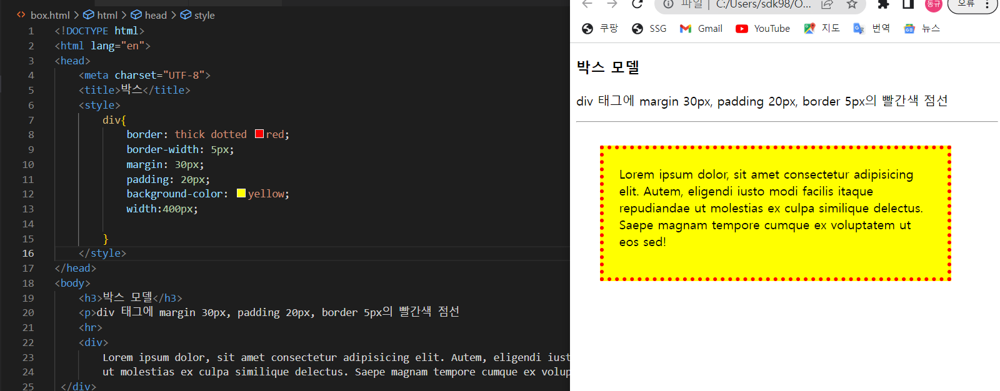 box.html > html > head > style
1 <!DOCTYPE html>
2 <html lang="en">
3 <head>
4 <meta charset="UTF-8">
5 <title>박스</title>
6 <style>
7 div{
8 border: thick dotted red;
9 border-width: 5px;
10 margin: 30px;
11 padding: 20px;
12 background-color: yellow;
13 width:400px;
14
15 }
16 </style>
17 </head>
18 <body>
19 <h3>박스 모델</h3>
20 <p>div 태그에 margin 30px, padding 20px, border 5px의 빨간색 점선
21 <hr>
22 <div>
23 Lorem ipsum dolor, sit amet consectetur adipisicing elit. Autem, eligendi iust
24 ut molestias ex culpa similique delectus. Saepe magnam tempore cumque ex volup
25 </div>
파일 | C:/Users/sdk98/O... 동규 오류
쿠팡 SSG Gmail YouTube 지도 번역 뉴스
박스 모델
div 태그에 margin 30px, padding 20px, border 5px의 빨간색 점선
Lorem ipsum dolor, sit amet consectetur adipisicing
elit. Autem, eligendi iusto modi facilis itaque
repudiandae ut molestias ex culpa similique delectus.
Saepe magnam tempore cumque ex voluptatem ut
eos sed!